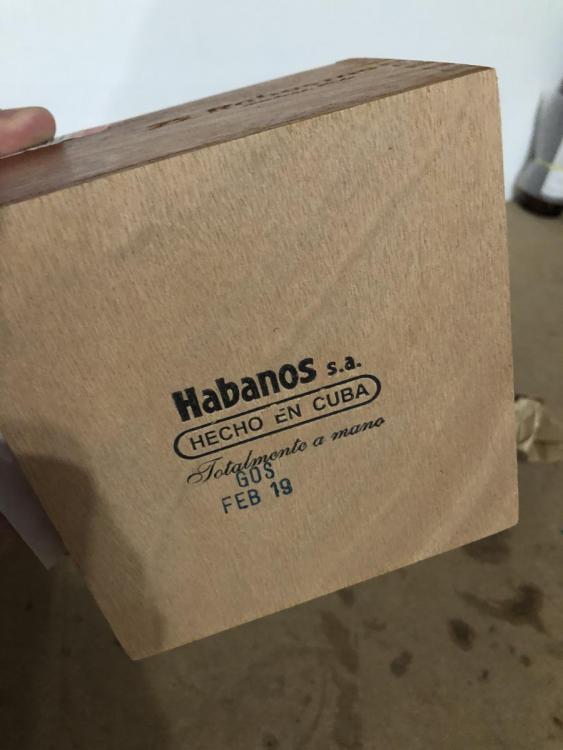 Habanos s.a.
HECHO EN CUBA
Totalmente a mano
GOS
FEB 19